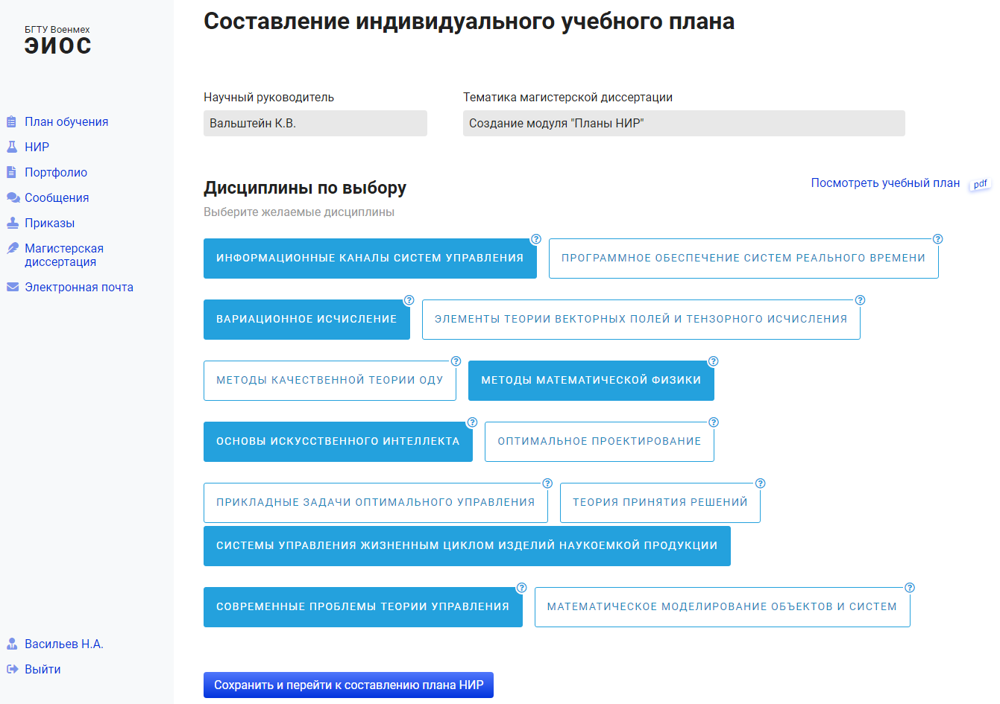 БГТУ Военмех
ЭИОС
План обучения
НИР
Портфолио
Сообщения
Приказы
Магистерская
диссертация
Электронная почта
Васильев Н.А.
Выйти
Составление индивидуального учебного плана
Научный руководитель
Вальштейн К.В.
Тематика магистерской диссертации
Создание модуля "Планы НИР"
Дисциплины по выбору
Посмотреть учебный план pdf
Выберите желаемые дисциплины
ИНФОРМАЦИОННЫЕ КАНАЛЫ СИСТЕМ УПРАВЛЕНИЯ ?
ПРОГРАММНОЕ ОБЕСПЕЧЕНИЕ СИСТЕМ РЕАЛЬНОГО ВРЕМЕНИ ?
ВАРИАЦИОННОЕ ИСЧИСЛЕНИЕ ?
ЭЛЕМЕНТЫ ТЕОРИИ ВЕКТОРНЫХ ПОЛЕЙ И ТЕНЗОРНОГО ИСЧИСЛЕНИЯ ?
МЕТОДЫ КАЧЕСТВЕННОЙ ТЕОРИИ ОДУ ?
МЕТОДЫ МАТЕМАТИЧЕСКОЙ ФИЗИКИ ?
ОСНОВЫ ИСКУССТВЕННОГО ИНТЕЛЛЕКТА ?
ОПТИМАЛЬНОЕ ПРОЕКТИРОВАНИЕ ?
ПРИКЛАДНЫЕ ЗАДАЧИ ОПТИМАЛЬНОГО УПРАВЛЕНИЯ ?
ТЕОРИЯ ПРИНЯТИЯ РЕШЕНИЙ ?
СИСТЕМЫ УПРАВЛЕНИЯ ЖИЗНЕННЫМ ЦИКЛОМ ИЗДЕЛИЙ НАУКОЕМКОЙ ПРОДУКЦИИ
СОВРЕМЕННЫЕ ПРОБЛЕМЫ ТЕОРИИ УПРАВЛЕНИЯ ?
МАТЕМАТИЧЕСКОЕ МОДЕЛИРОВАНИЕ ОБЪЕКТОВ И СИСТЕМ ?
Сохранить и перейти к составлению плана НИР